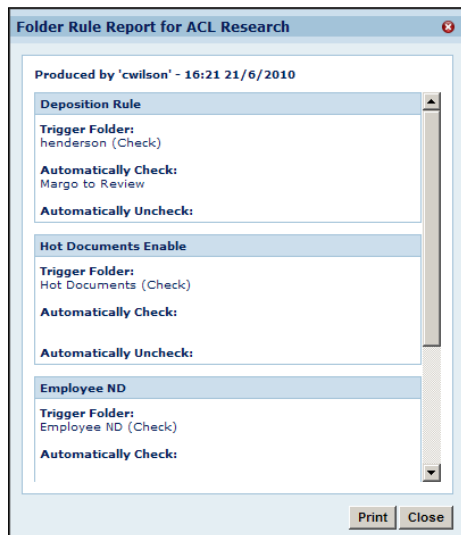 Folder Rule Report for ACL Research
Produced by 'cwilson' - 16:21 21/6/2010
Deposition Rule
Trigger Folder:
henderson (Check)
Automatically Check:
Margo to Review
Automatically Uncheck:
Hot Documents Enable
Trigger Folder:
Hot Documents (Check)
Automatically Check:
Automatically Uncheck:
Employee ND
Trigger Folder:
Employee ND (Check)
Automatically Check:
Print Close